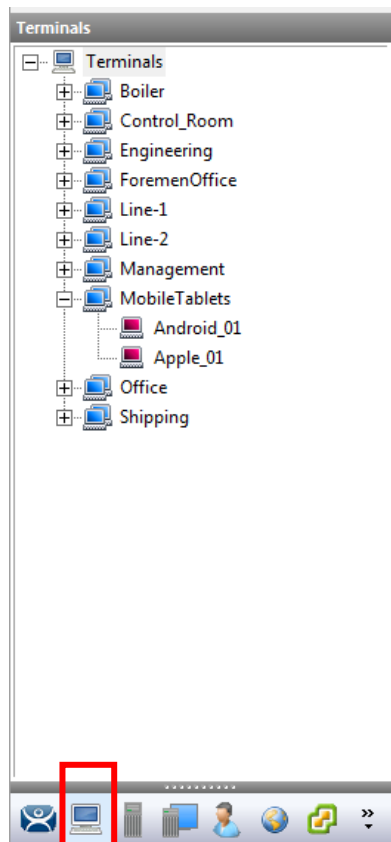 Terminals
Terminals
Boiler
Control_Room
Engineering
ForemenOffice
Line-1
Line-2
Management
MobileTablets
Android_01
Apple_01
Office
Shipping